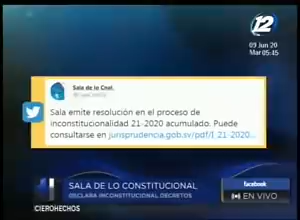 12
09 Jun 20
Mar 05:45
Sala de lo Cnal.
Sala emite resolución en el proceso de
inconstitucionalidad 21-2020 acumulado. Puede
consultarse en jurisprudencia.gob.sv/pdf/I_21-2020...
SALA DE LO CONSTITUCIONAL
DECLARA INCONSTITUCIONAL DECRETOS
facebook
EN VIVO
CIEROHECHOS